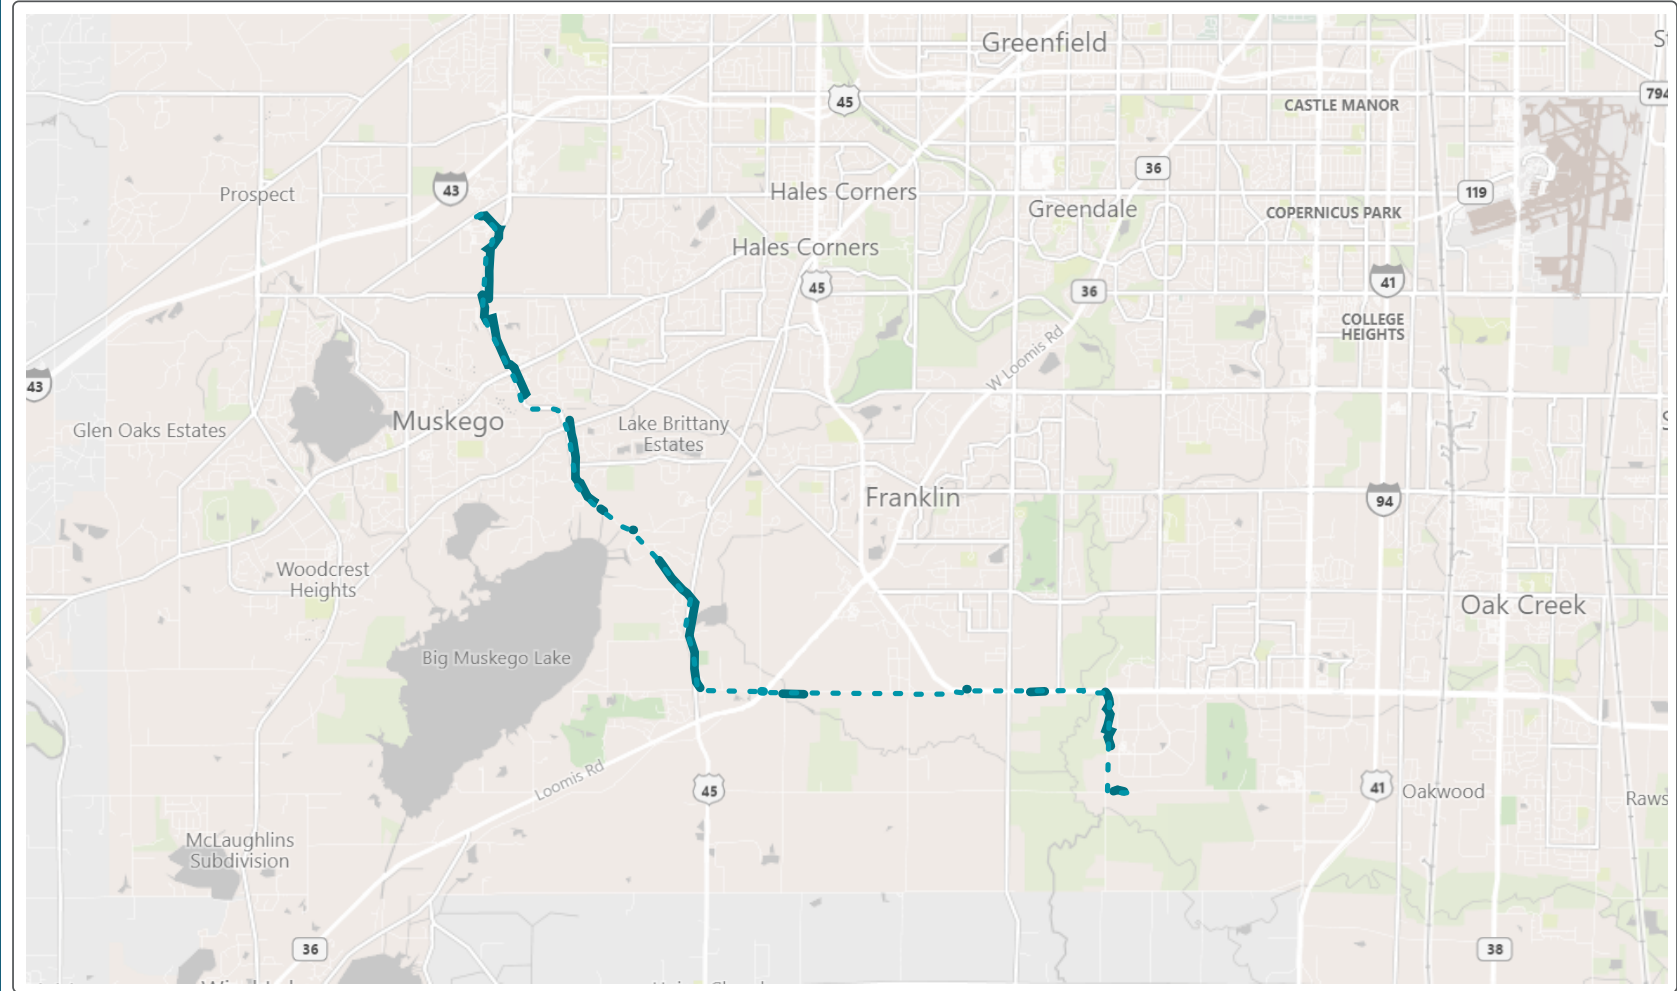 Greenfield
St
45
CASTLE MANOR
794
36
43
Prospect
Hales Corners
119
Greendale
COPERNICUS PARK
Hales Corners
45
36
41
COLLEGE
HEIGHTS
W Loomis Rd
43
Muskego
Lake Brittany
Estates
Glen Oaks Estates
S
Franklin
94
Woodcrest
Heights
Oak Creek
Big Muskego Lake
Loomis Rd
45
41
Oakwood
Raws
McLaughlins
Subdivision
36
38